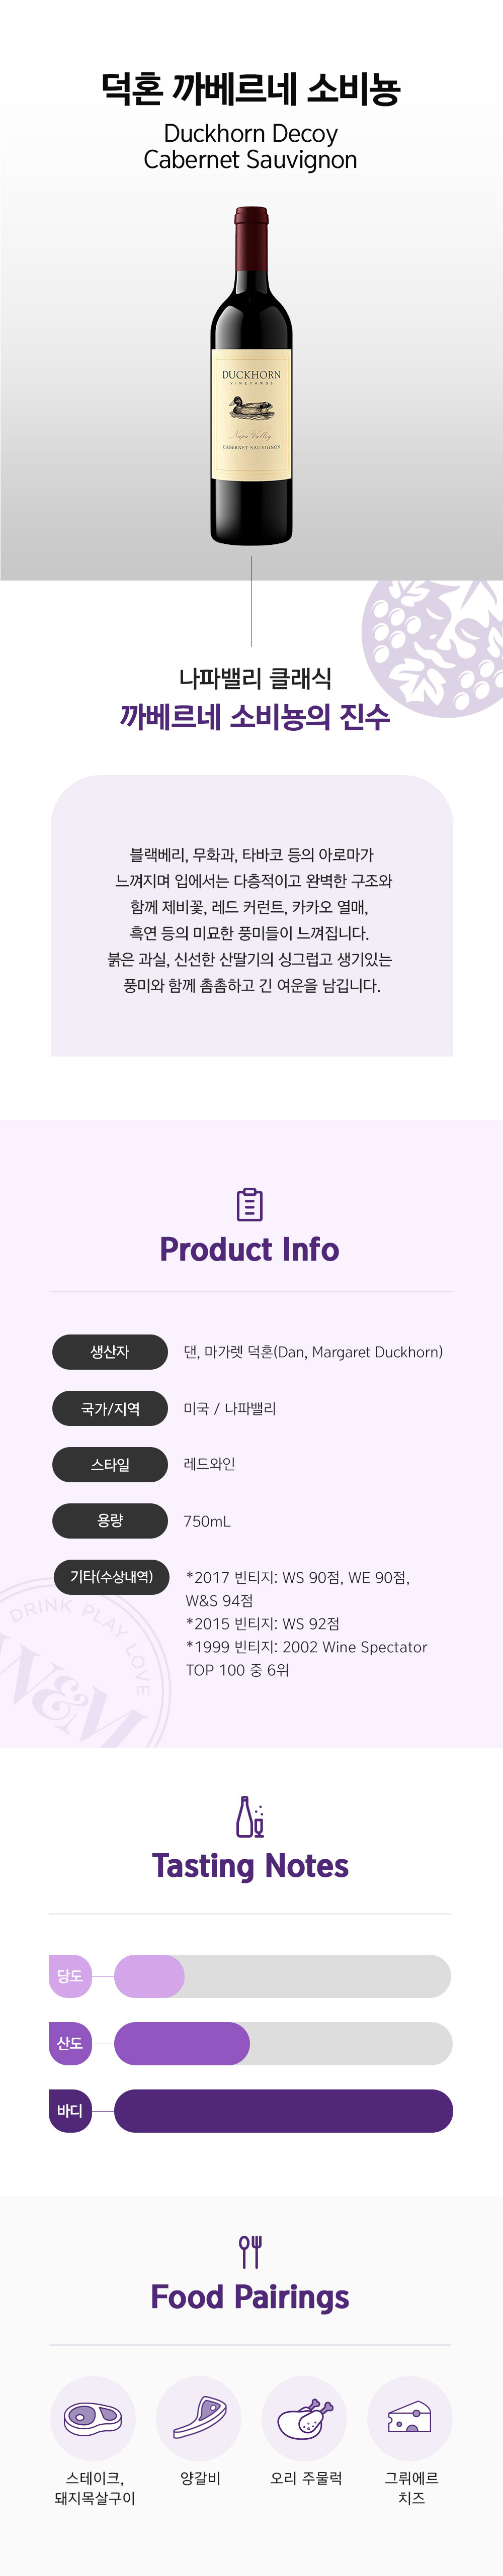 덕혼 까베르네 소비뇽
Duckhorn Decoy
Cabernet Sauvignon
DUCKHORN
VINEYARDS
Napa Valley
CABERNET SAUVIGNON
나파밸리 클래식
까베르네 소비뇽의 진수
블랙베리, 무화과, 타바코 등의 아로마가
느껴지며 입에서는 다층적이고 완벽한 구조와
함께 제비꽃, 레드 커런트, 카카오 열매,
흑연 등의 미묘한 풍미들이 느껴집니다.
붉은 과실, 신선한 산딸기의 싱그럽고 생기있는
풍미와 함께 촘촘하고 긴 여운을 남깁니다.
Product Info
생산자 댄, 마가렛 덕혼(Dan, Margaret Duckhorn)
국가/지역 미국 / 나파밸리
스타일 레드와인
용량 750mL
기타(수상내역) *2017 빈티지: WS 90점, WE 90점,
W&S 94점
*2015 빈티지: WS 92점
*1999 빈티지: 2002 Wine Spectator
TOP 100 중 6위
DRINK PLAY LOVE
W&M
Tasting Notes
당도
산도
바디
Food Pairings
스테이크, 양갈비 오리 주물럭 그뤼에르
돼지목살구이 치즈